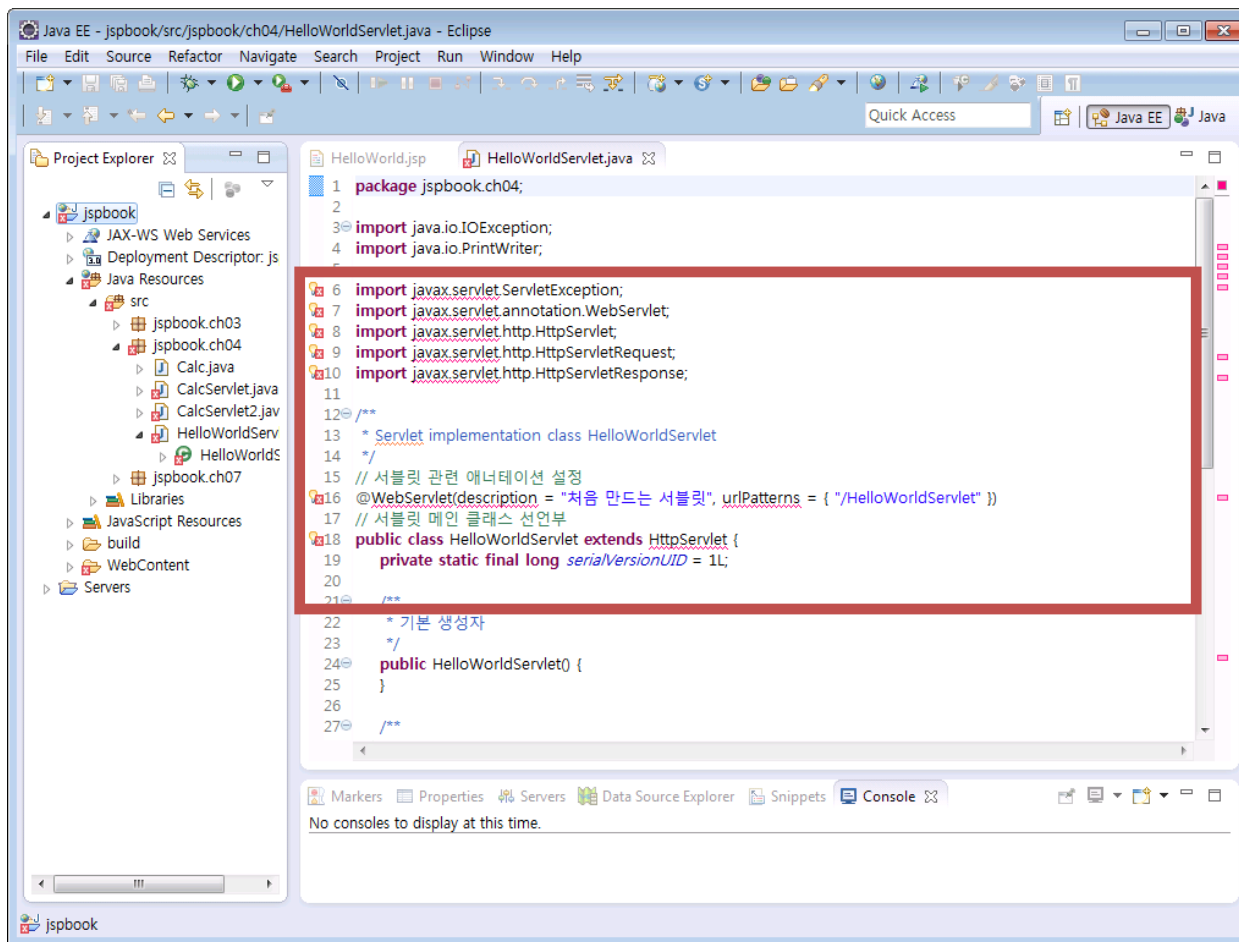 Java EE - jspbook/src/jspbook/ch04/HelloWorldServlet.java - Eclipse
File Edit Source Refactor Navigate Search Project Run Window Help
Quick Access
Java EE
Java
Project Explorer
jspbook
JAX-WS Web Services
Deployment Descriptor: js
Java Resources
src
jspbook.ch03
jspbook.ch04
Calc.java
CalcServlet.java
CalcServlet2.jav
HelloWorldServ
HelloWorldS
jspbook.ch07
Libraries
JavaScript Resources
build
WebContent
Servers
HelloWorld.jsp
HelloWorldServlet.java
1 package jspbook.ch04;
2
3 import java.io.IOException;
4 import java.io.PrintWriter;
5
6 import javax.servlet.ServletException;
7 import javax.servlet.annotation.WebServlet;
8 import javax.servlet.http.HttpServlet;
9 import javax.servlet.http.HttpServletRequest;
10 import javax.servlet.http.HttpServletResponse;
11
12 /**
13 * Servlet implementation class HelloWorldServlet
14 */
15 // 서블릿 관련 애너테이션 설정
16 @WebServlet(description = "처음 만드는 서블릿", urlPatterns = { "/HelloWorldServlet" })
17 // 서블릿 메인 클래스 선언부
18 public class HelloWorldServlet extends HttpServlet {
19 private static final long serialVersionUID = 1L;
20
21 /**
22 * 기본 생성자
23 */
24 public HelloWorldServlet() {
25 }
26
27 /**
Markers Properties Servers Data Source Explorer Snippets Console
No consoles to display at this time.
jspbook